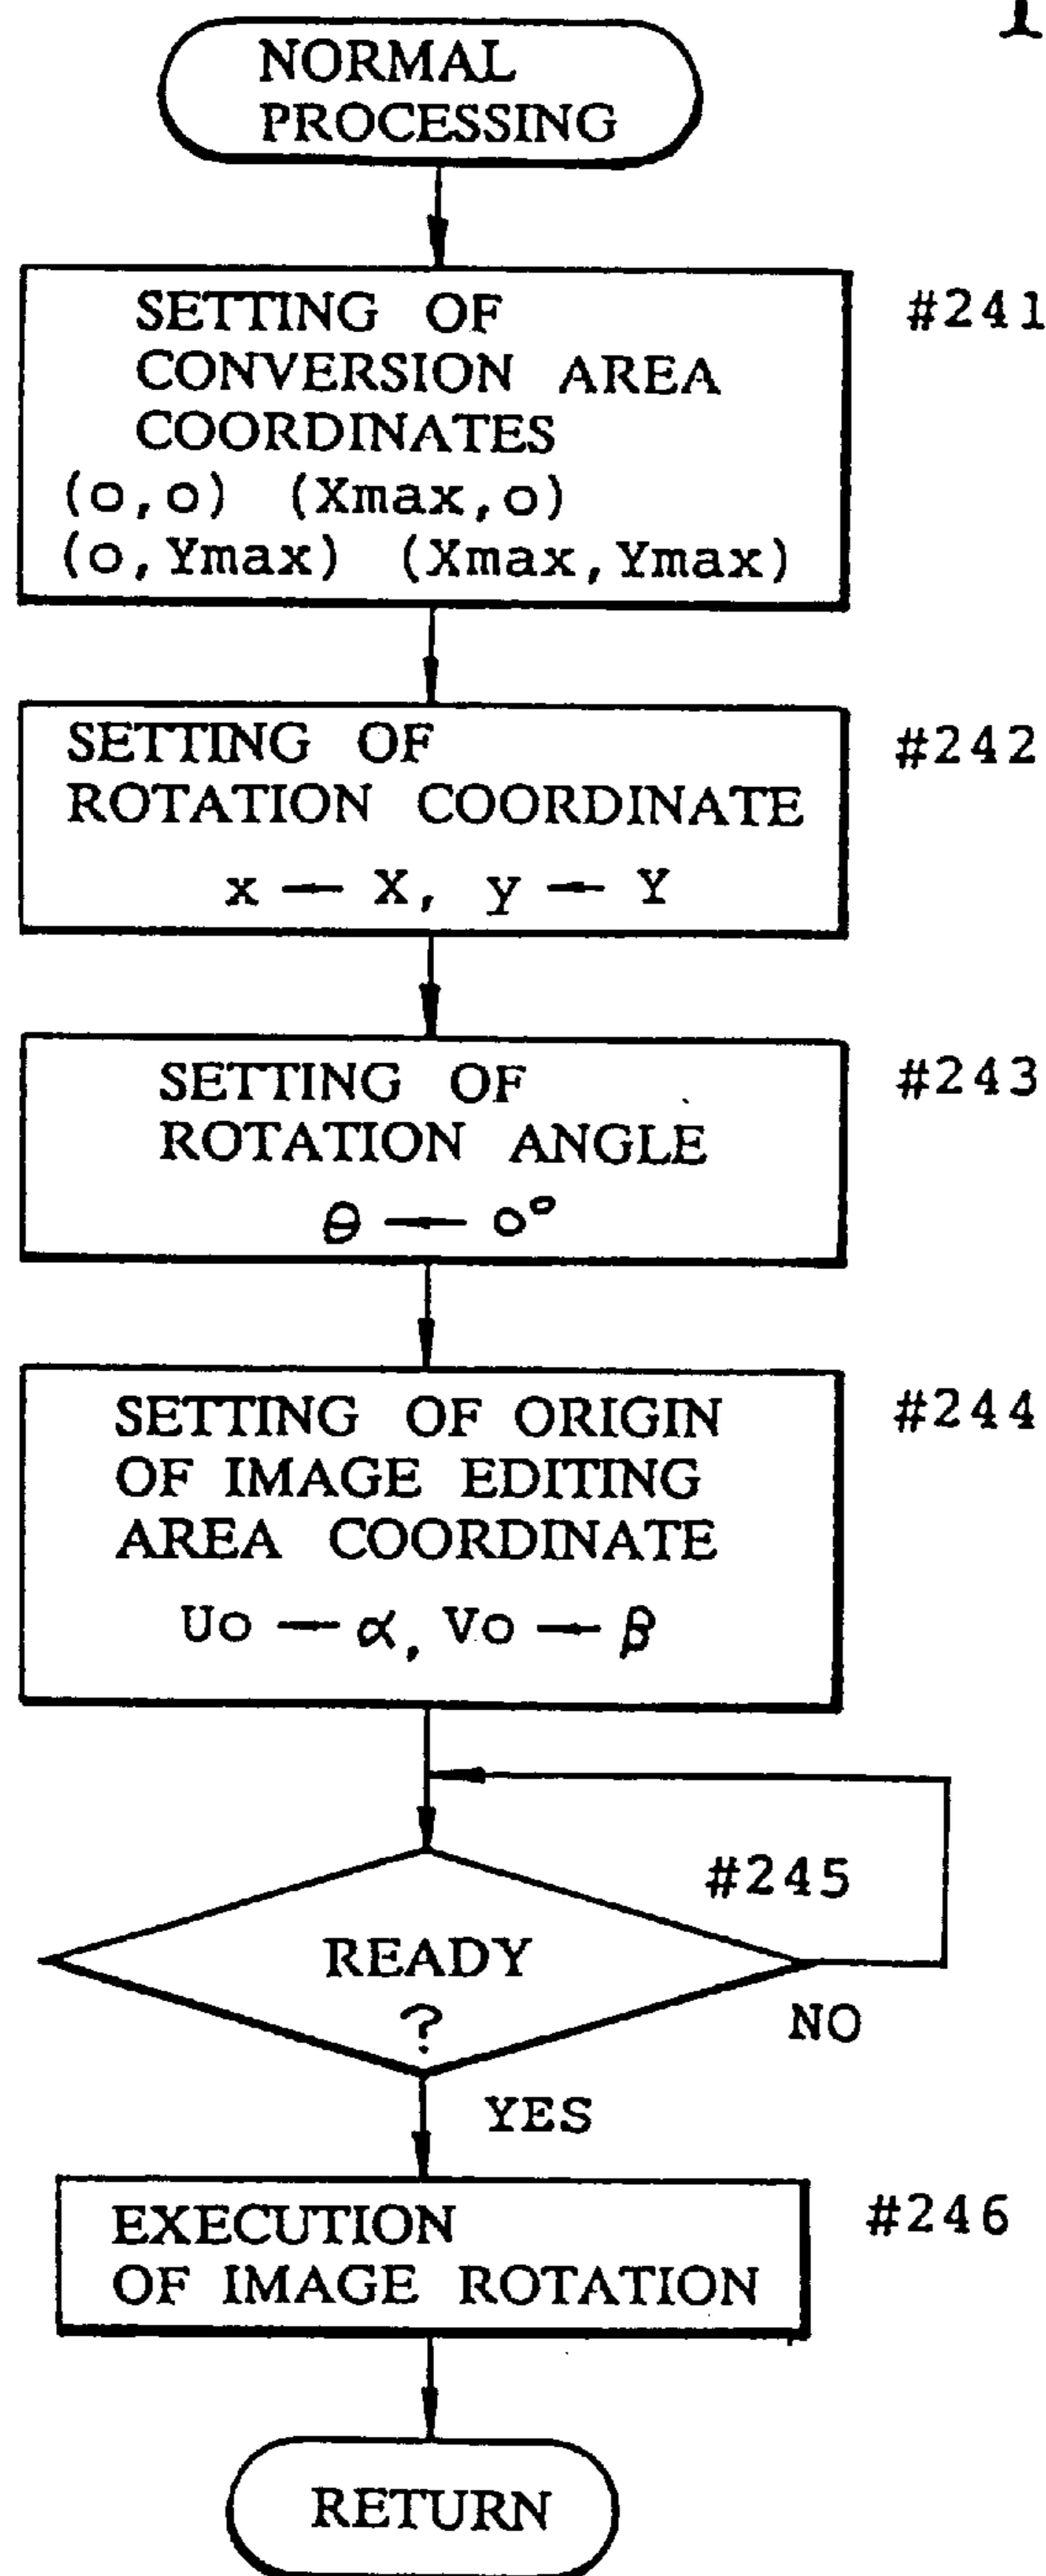 NORMAL
PROCESSING
SETTING OF
CONVERSION AREA
COORDINATES
(o,o) (Xmax,o)
(o,Ymax) (Xmax,Ymax)
#241
SETTING OF
ROTATION COORDINATE
x ← X, y ← Y
#242
SETTING OF
ROTATION ANGLE
θ ← o°
#243
SETTING OF ORIGIN
OF IMAGE EDITING
AREA COORDINATE
Uo ← α, Vo ← β
#244
#245
READY
?
NO
YES
EXECUTION
OF IMAGE ROTATION
#246
RETURN